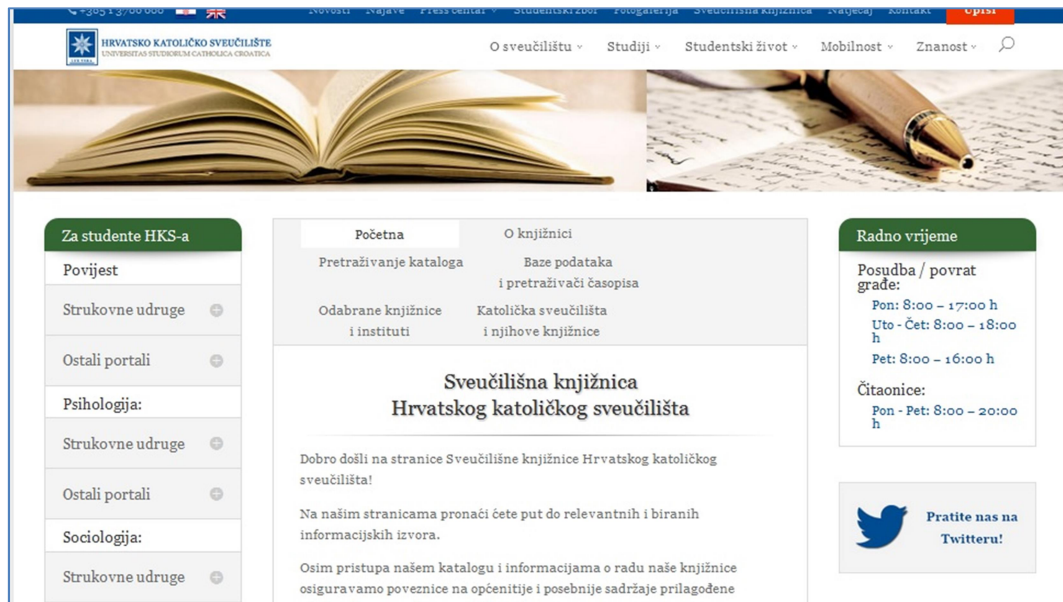 +385 1 3700 600
Novosti Najave Press centar Studentski zbor Fotogalerija Sveučilišna knjižnica Natječaj Kontakt Upisi
HRVATSKO KATOLIČKO SVEUČILIŠTE
UNIVERSITAS STUDIORUM CATHOLICA CROATICA
O sveučilištu Studiji Studentski život Mobilnost Znanost
Za studente HKS-a
Povijest
Strukovne udruge
Ostali portali
Psihologija:
Strukovne udruge
Ostali portali
Sociologija:
Strukovne udruge
Početna
O knjižnici
Pretraživanje kataloga
Baze podataka
i pretraživači časopisa
Odabrane knjižnice
i instituti
Katolička sveučilišta
i njihove knjižnice
Sveučilišna knjižnica
Hrvatskog katoličkog sveučilišta
Dobro došli na stranice Sveučilišne knjižnice Hrvatskog katoličkog
sveučilišta!
Na našim stranicama pronaći ćete put do relevantnih i biranih
informacijskih izvora.
Osim pristupa našem katalogu i informacijama o radu naše knjižnice
osiguravamo poveznice na općenitije i posebnije sadržaje prilagođene
Radno vrijeme
Posudba / povrat
građe:
Pon: 8:00 – 17:00 h
Uto - Čet: 8:00 – 18:00
h
Pet: 8:00 – 16:00 h
Čitaonice:
Pon - Pet: 8:00 – 20:00
h
Pratite nas na
Twitteru!